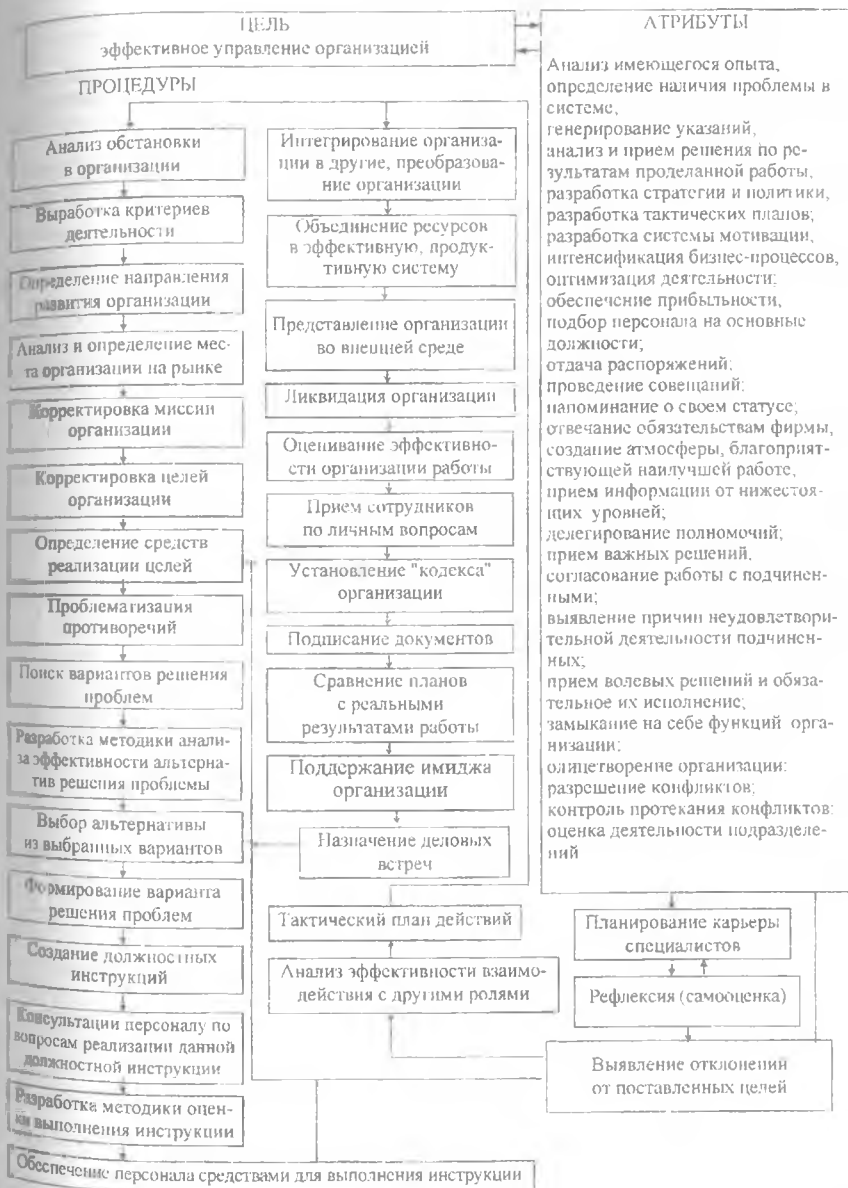 ЦЕЛЬ
эффективное управление организацией
ПРОЦЕДУРЫ
Анализ обстановки
в организации
Выработка критериев
деятельности
Определение направления
развития организации
Анализ и определение мес-
та организации на рынке
Корректировка миссии
организации
Корректировка целей
организации
Определение средств
реализации целей
Проблематизация
противоречий
Поиск вариантов решения
проблем
Разработка методики анали-
за эффективности альтерна-
тив решения проблемы
Выбор альтернативы
из выбранных вариантов
Формирование варианта
решения проблем
Создание должностных
инструкций
Консультации персоналу по
вопросам реализации данной
должностной инструкции
Разработка методики оцен-
ки выполнения инструкции
Обеспечение персонала средствами для выполнения инструкции
Интегрирование организа-
ции в другие, преобразова-
ние организации
Объединение ресурсов
в эффективную, продук-
тивную систему
Представление организации
во внешней среде
Ликвидация организации
Оценивание эффективно-
сти организации работы
Прием сотрудников
по личным вопросам
Установление "кодекса"
организации
Подписание документов
Сравнение планов
с реальными
результатами работы
Поддержание имиджа
организации
Назначение деловых
встреч
Тактический план действий
Анализ эффективности взаимо-
действия с другими ролями
АТРИБУТЫ
Анализ имеющегося опыта,
определение наличия проблемы в
системе,
генерирование указаний,
анализ и прием решения по ре-
зультатам проделанной работы,
разработка стратегии и политики,
разработка тактических планов;
разработка системы мотивации,
интенсификация бизнес-процессов,
оптимизация деятельности;
обеспечение прибыльности,
подбор персонала на основные
должности;
отдача распоряжений;
проведение совещаний;
напоминание о своем статусе;
отвечание обязательствам фирмы,
создание атмосферы, благоприят-
ствующей наилучшей работе,
прием информации от нижестоя-
щих уровней;
делегирование полномочий;
прием важных решений,
согласование работы с подчинен-
ными;
выявление причин неудовлетвори-
тельной деятельности подчинен-
ных;
прием волевых решений и обяза-
тельное их исполнение;
замыкание на себе функций орга-
низации;
олицетворение организации:
разрешение конфликтов;
контроль протекания конфликтов:
оценка деятельности подразделе-
ний
Планирование карьеры
специалистов
Рефлексия (самооценка)
Выявление отклонений
от поставленных целей